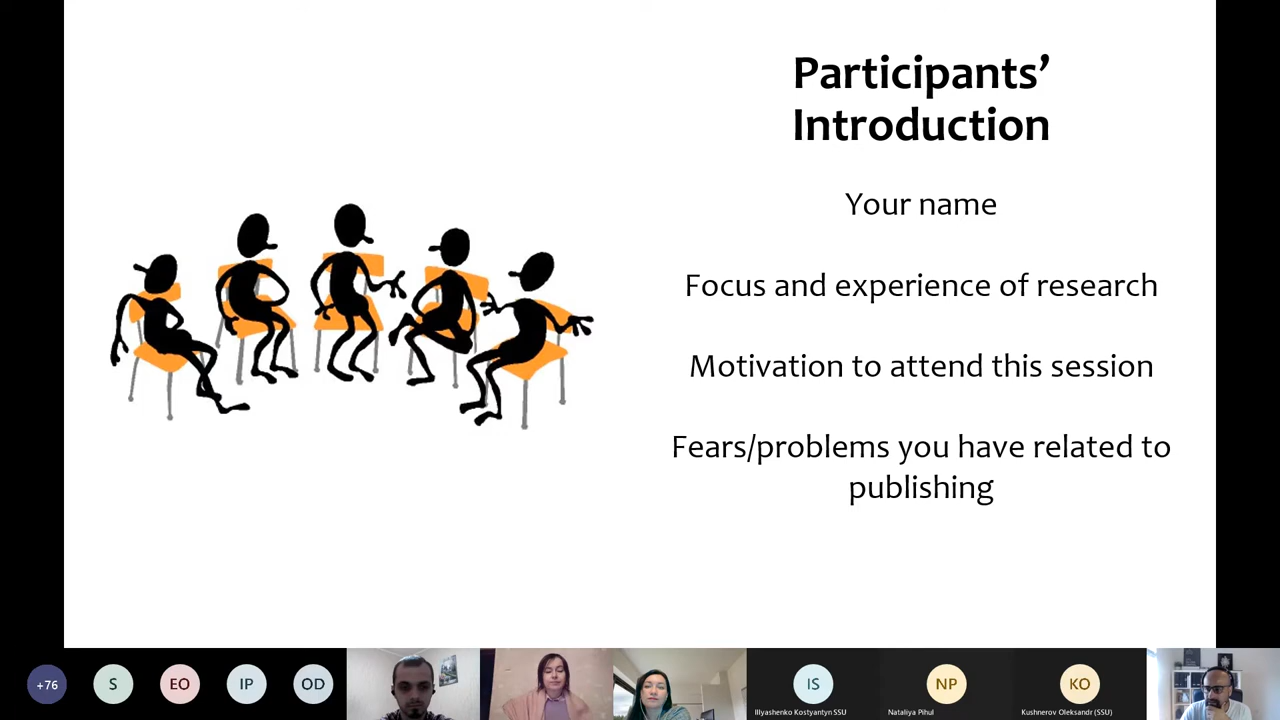 Participants’
Introduction
Your name
Focus and experience of research
Motivation to attend this session
Fears/problems you have related to
publishing
+76
S
EO
IP
OD
IS
NP
KO
Illyashenko Kostyantyn SSU
Nataliya Pihul
Kushnerov Oleksandr (SSU)